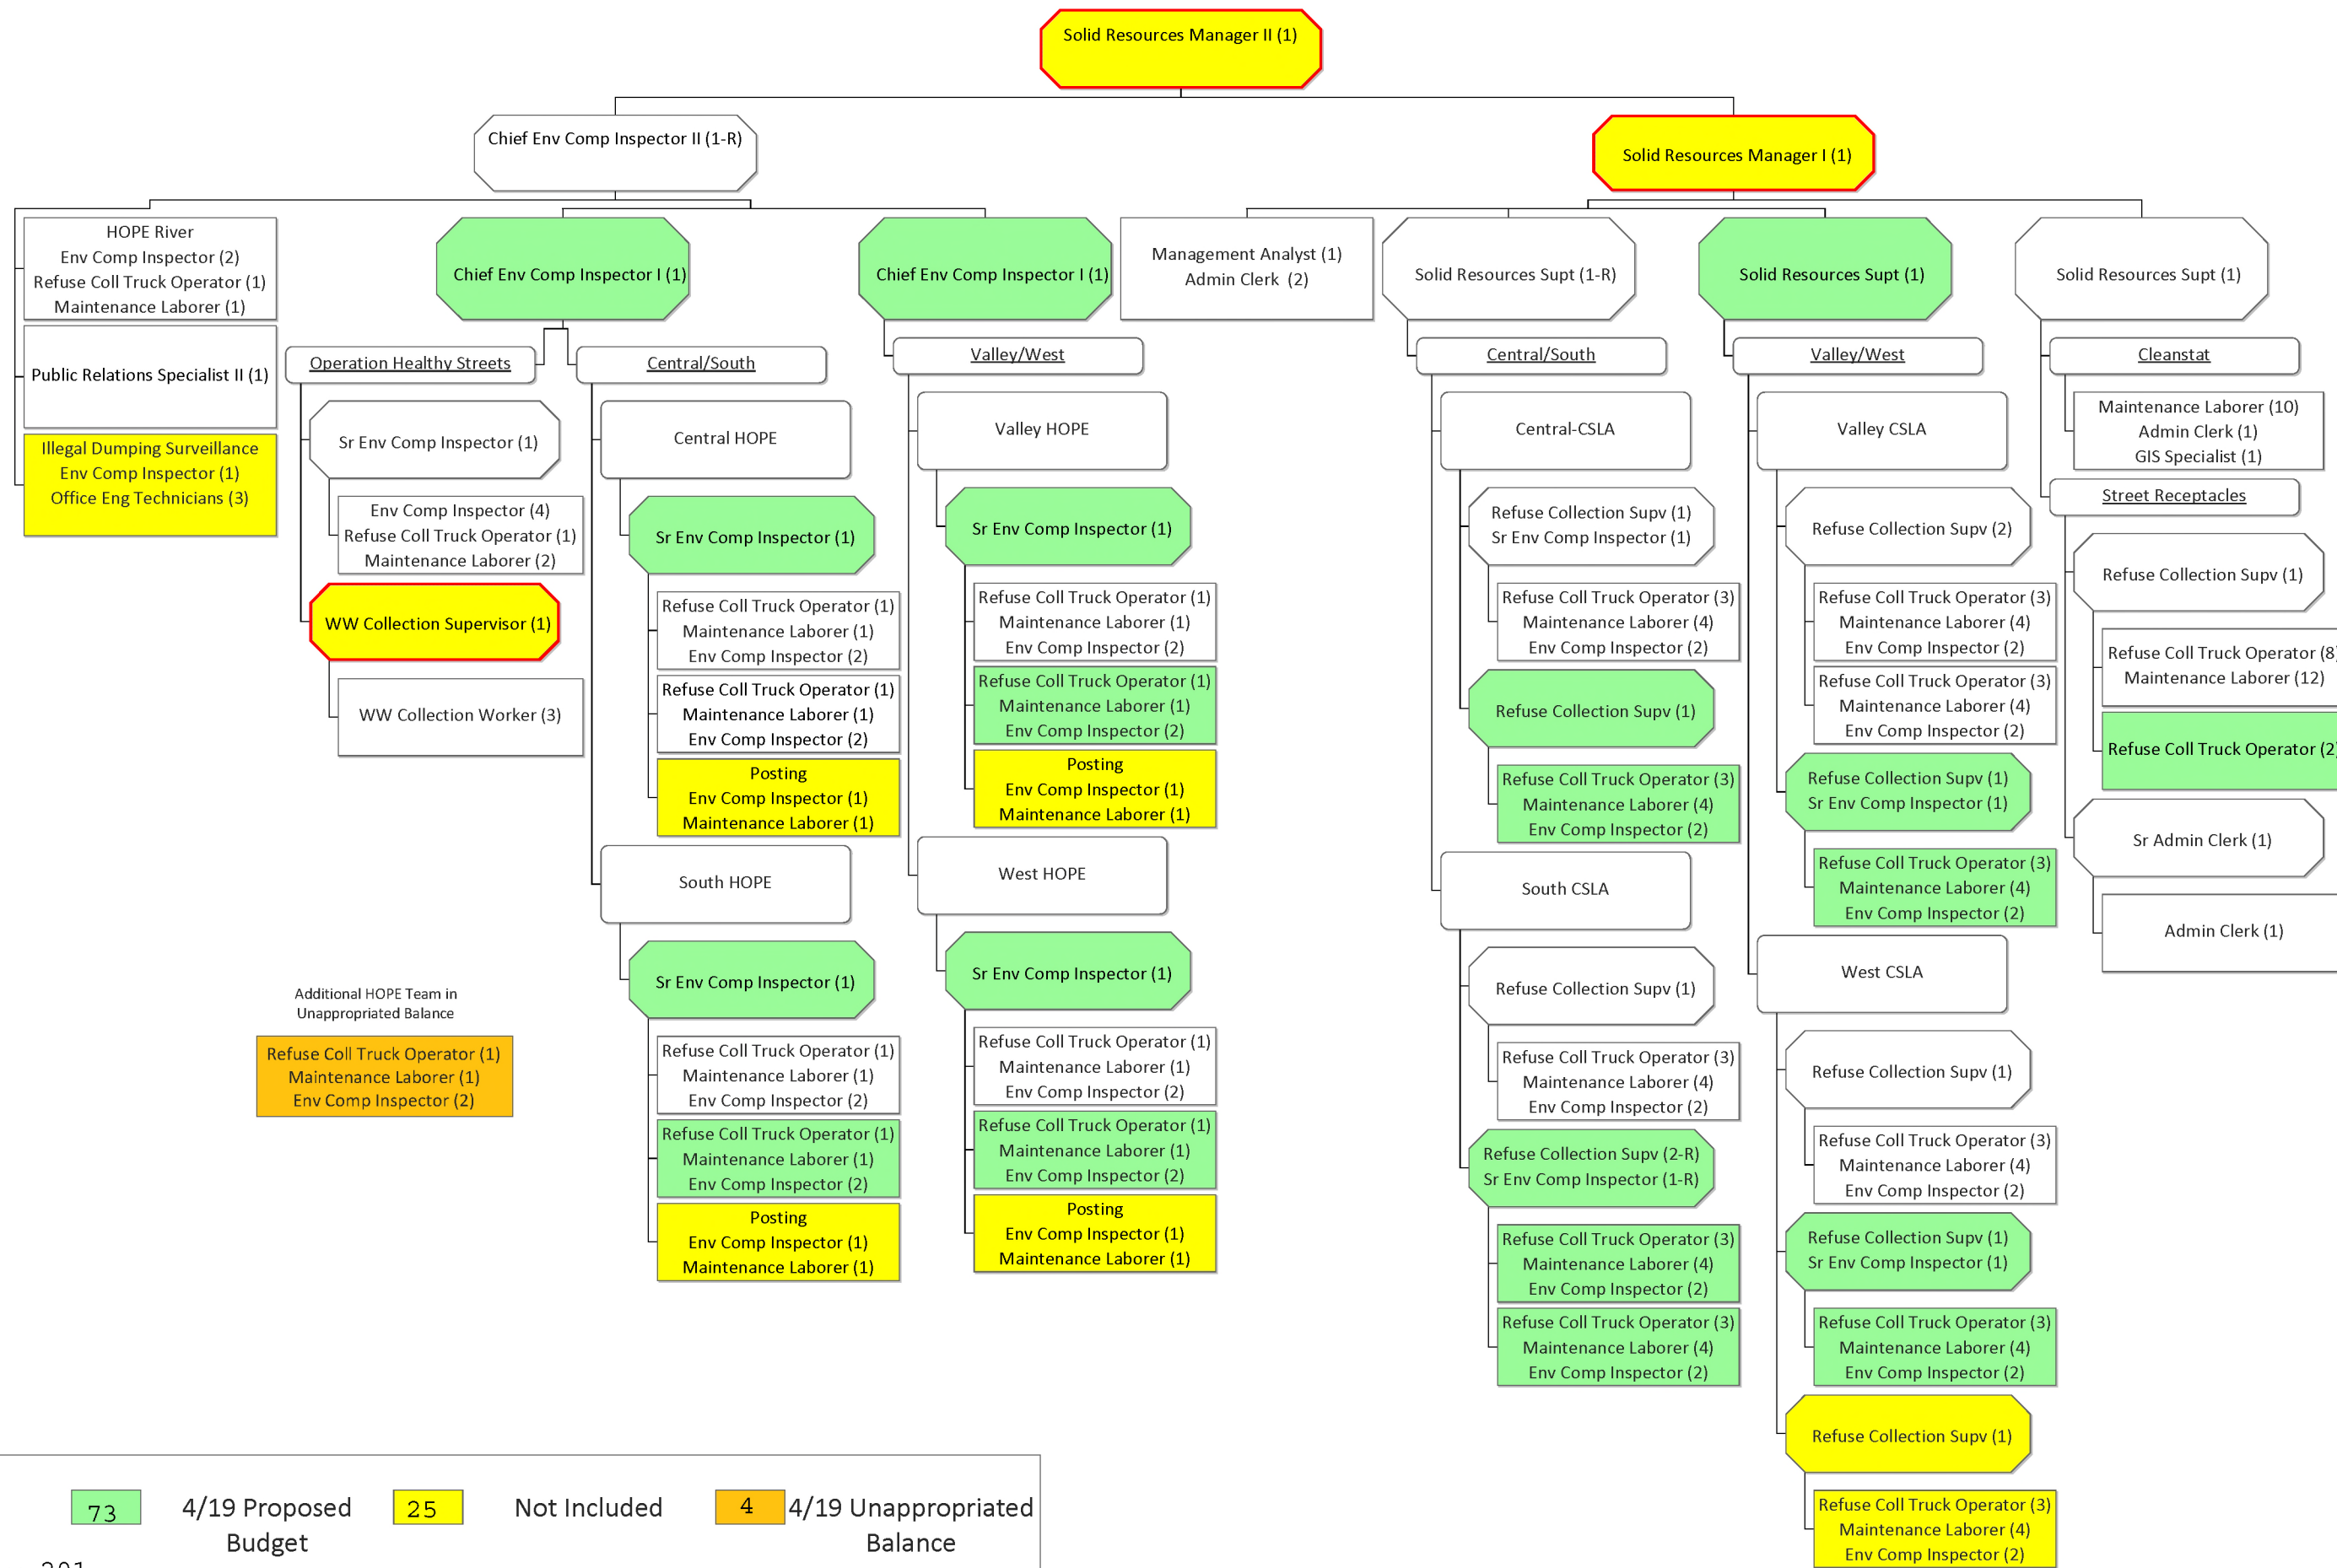 Solid Resources Manager II (1)
Chief Env Comp Inspector II (1-R)
Solid Resources Manager I (1)
HOPE River
Env Comp Inspector (2)
Refuse Coll Truck Operator (1)
Maintenance Laborer (1)
Public Relations Specialist II (1)
Illegal Dumping Surveillance
Env Comp Inspector (1)
Office Eng Technicians (3)
Chief Env Comp Inspector I (1)
Operation Healthy Streets
Sr Env Comp Inspector (1)
Env Comp Inspector (4)
Refuse Coll Truck Operator (1)
Maintenance Laborer (2)
WW Collection Supervisor (1)
WW Collection Worker (3)
Central/South
Central HOPE
Sr Env Comp Inspector (1)
Refuse Coll Truck Operator (1)
Maintenance Laborer (1)
Env Comp Inspector (2)
Refuse Coll Truck Operator (1)
Maintenance Laborer (1)
Env Comp Inspector (2)
Posting
Env Comp Inspector (1)
Maintenance Laborer (1)
South HOPE
Sr Env Comp Inspector (1)
Refuse Coll Truck Operator (1)
Maintenance Laborer (1)
Env Comp Inspector (2)
Refuse Coll Truck Operator (1)
Maintenance Laborer (1)
Env Comp Inspector (2)
Posting
Env Comp Inspector (1)
Maintenance Laborer (1)
Chief Env Comp Inspector I (1)
Valley/West
Valley HOPE
Sr Env Comp Inspector (1)
Refuse Coll Truck Operator (1)
Maintenance Laborer (1)
Env Comp Inspector (2)
Refuse Coll Truck Operator (1)
Maintenance Laborer (1)
Env Comp Inspector (2)
Posting
Env Comp Inspector (1)
Maintenance Laborer (1)
West HOPE
Sr Env Comp Inspector (1)
Refuse Coll Truck Operator (1)
Maintenance Laborer (1)
Env Comp Inspector (2)
Refuse Coll Truck Operator (1)
Maintenance Laborer (1)
Env Comp Inspector (2)
Posting
Env Comp Inspector (1)
Maintenance Laborer (1)
Management Analyst (1)
Admin Clerk (2)
Solid Resources Supt (1-R)
Central/South
Central-CSLA
Refuse Collection Supv (1)
Sr Env Comp Inspector (1)
Refuse Coll Truck Operator (3)
Maintenance Laborer (4)
Env Comp Inspector (2)
Refuse Collection Supv (1)
Refuse Coll Truck Operator (3)
Maintenance Laborer (4)
Env Comp Inspector (2)
South CSLA
Refuse Collection Supv (1)
Refuse Coll Truck Operator (3)
Maintenance Laborer (4)
Env Comp Inspector (2)
Refuse Collection Supv (2-R)
Sr Env Comp Inspector (1-R)
Refuse Coll Truck Operator (3)
Maintenance Laborer (4)
Env Comp Inspector (2)
Refuse Coll Truck Operator (3)
Maintenance Laborer (4)
Env Comp Inspector (2)
Solid Resources Supt (1)
Valley/West
Valley CSLA
Refuse Collection Supv (2)
Refuse Coll Truck Operator (3)
Maintenance Laborer (4)
Env Comp Inspector (2)
Refuse Coll Truck Operator (3)
Maintenance Laborer (4)
Env Comp Inspector (2)
Refuse Collection Supv (1)
Sr Env Comp Inspector (1)
Refuse Coll Truck Operator (3)
Maintenance Laborer (4)
Env Comp Inspector (2)
West CSLA
Refuse Collection Supv (1)
Refuse Coll Truck Operator (3)
Maintenance Laborer (4)
Env Comp Inspector (2)
Refuse Collection Supv (1)
Sr Env Comp Inspector (1)
Refuse Coll Truck Operator (3)
Maintenance Laborer (4)
Env Comp Inspector (2)
Refuse Collection Supv (1)
Refuse Coll Truck Operator (3)
Maintenance Laborer (4)
Env Comp Inspector (2)
Solid Resources Supt (1)
Cleanstat
Maintenance Laborer (10)
Admin Clerk (1)
GIS Specialist (1)
Street Receptacles
Refuse Collection Supv (1)
Refuse Coll Truck Operator (8)
Maintenance Laborer (12)
Refuse Coll Truck Operator (2)
Sr Admin Clerk (1)
Admin Clerk (1)
Additional HOPE Team in
Unappropriated Balance
Refuse Coll Truck Operator (1)
Maintenance Laborer (1)
Env Comp Inspector (2)
73
4/19 Proposed
Budget
25
Not Included
4
4/19 Unappropriated
Balance